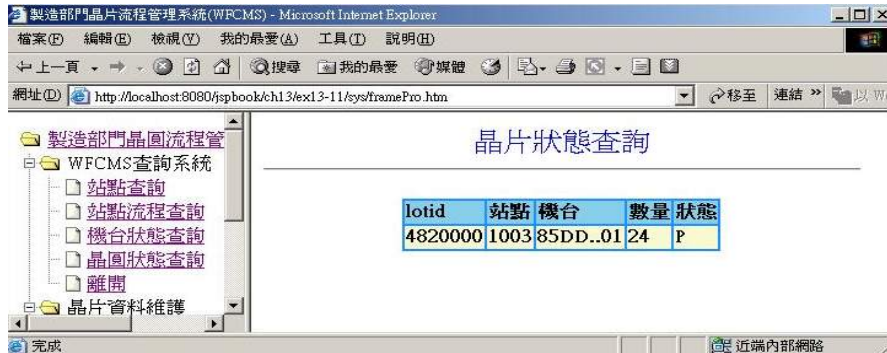 製造部門晶片流程管理系統(WFCMS) - Microsoft Internet Explorer
檔案(F) 編輯(E) 檢視(V) 我的最愛(A) 工具(T) 說明(H)
上一頁 搜尋 我的最愛 媒體
網址(D) http://localhost:8080/jspbook/ch13/ex13-11/sys/framePro.htm 移至 連結 »
製造部門晶圓流程管
WFCMS查詢系統
站點查詢
站點流程查詢
機台狀態查詢
晶圓狀態查詢
離開
晶片資料維護
晶片狀態查詢
lotid 站點 機台 數量 狀態
4820000 1003 85DD..01 24 P
完成 近端內部網路